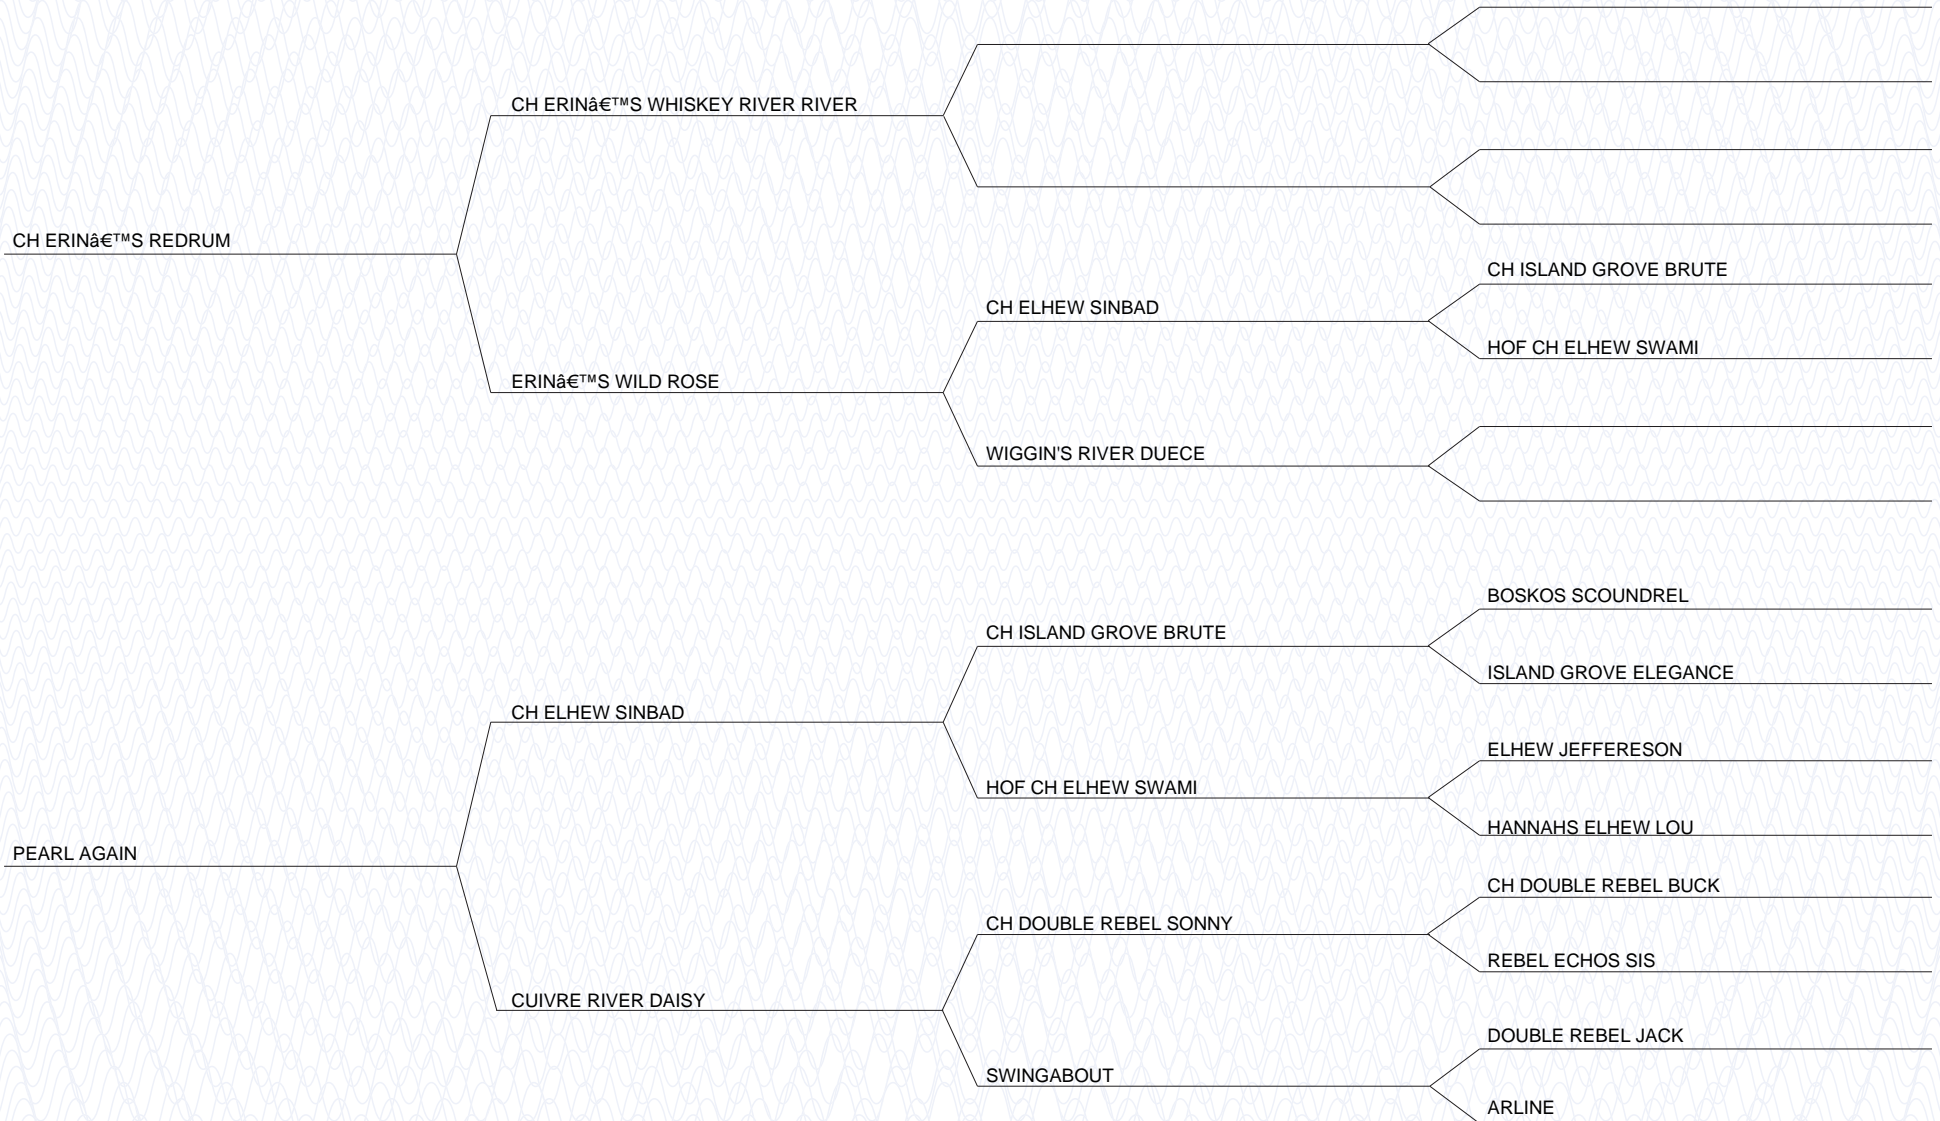 CH ERINâ€™S WHISKEY RIVER RIVER
CH ERINâ€™S REDRUM
CH ISLAND GROVE BRUTE
CH ELHEW SINBAD
HOF CH ELHEW SWAMI
ERINâ€™S WILD ROSE
WIGGIN'S RIVER DUECE
BOSKOS SCOUNDREL
CH ISLAND GROVE BRUTE
ISLAND GROVE ELEGANCE
CH ELHEW SINBAD
ELHEW JEFFERESON
HOF CH ELHEW SWAMI
HANNAHS ELHEW LOU
PEARL AGAIN
CH DOUBLE REBEL BUCK
CH DOUBLE REBEL SONNY
REBEL ECHOS SIS
CUIVRE RIVER DAISY
DOUBLE REBEL JACK
SWINGABOUT
ARLINE